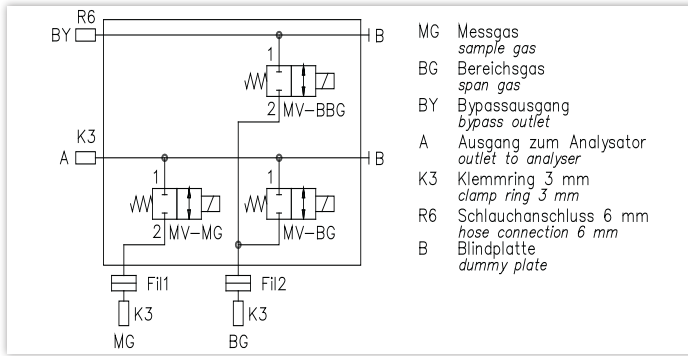 R6
BY
B
1
2 MV-BBG
K3
A
B
1
1
2 MV-MG
MV-BG
Fil1
Fil2
K3
K3
MG
BG
MG Messgas
sample gas
BG Bereichsgas
span gas
BY Bypassausgang
bypass outlet
A Ausgang zum Analysator
outlet to analyser
K3 Klemmring 3 mm
clamp ring 3 mm
R6 Schlauchanschluss 6 mm
hose connection 6 mm
B Blindplatte
dummy plate